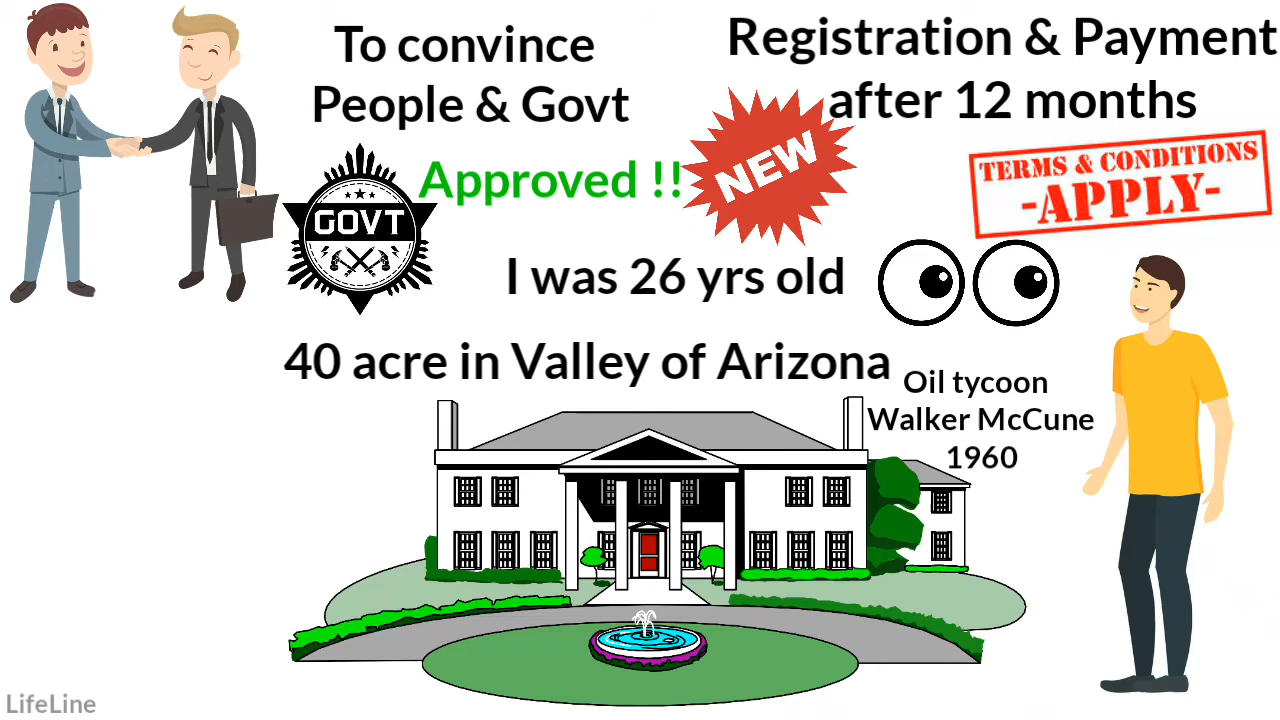 To convince
People & Govt
Registration & Payment
after 12 months
Approved !!
NEW
TERMS & CONDITIONS
-APPLY-
GOVT
I was 26 yrs old
40 acre in Valley of Arizona
Oil tycoon
Walker McCune
1960
LifeLine